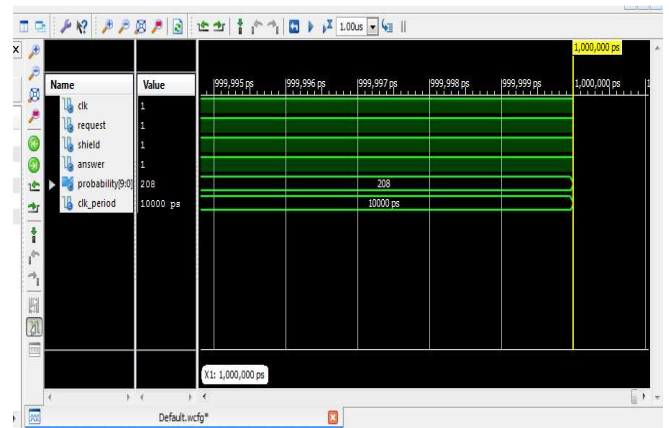 1.00us
1,000,000 ps
Name Value 999,995 ps 999,996 ps 999,997 ps 999,998 ps 999,999 ps 1,000,000 ps 1
clk 1
request 1
shield 1
answer 1
probability[9:0] 208 208
clk_period 10000 ps 10000 ps
X1: 1,000,000 ps
Default.wcfg*